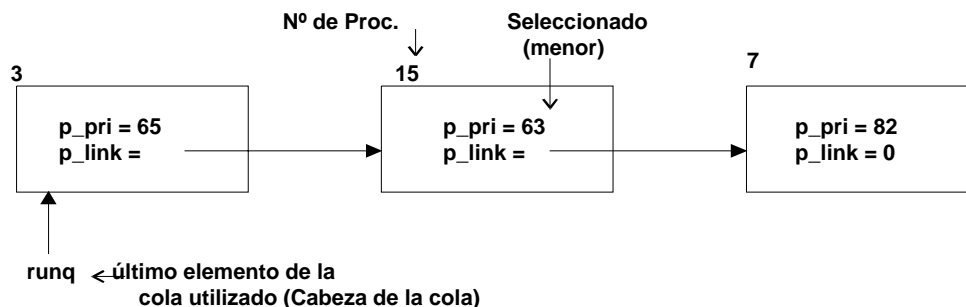 Nº de Proc.
Seleccionado
(menor)
3
15
7
p_pri = 65
p_link =
p_pri = 63
p_link =
p_pri = 82
p_link = 0
runq
último elemento de la
cola utilizado (Cabeza de la cola)